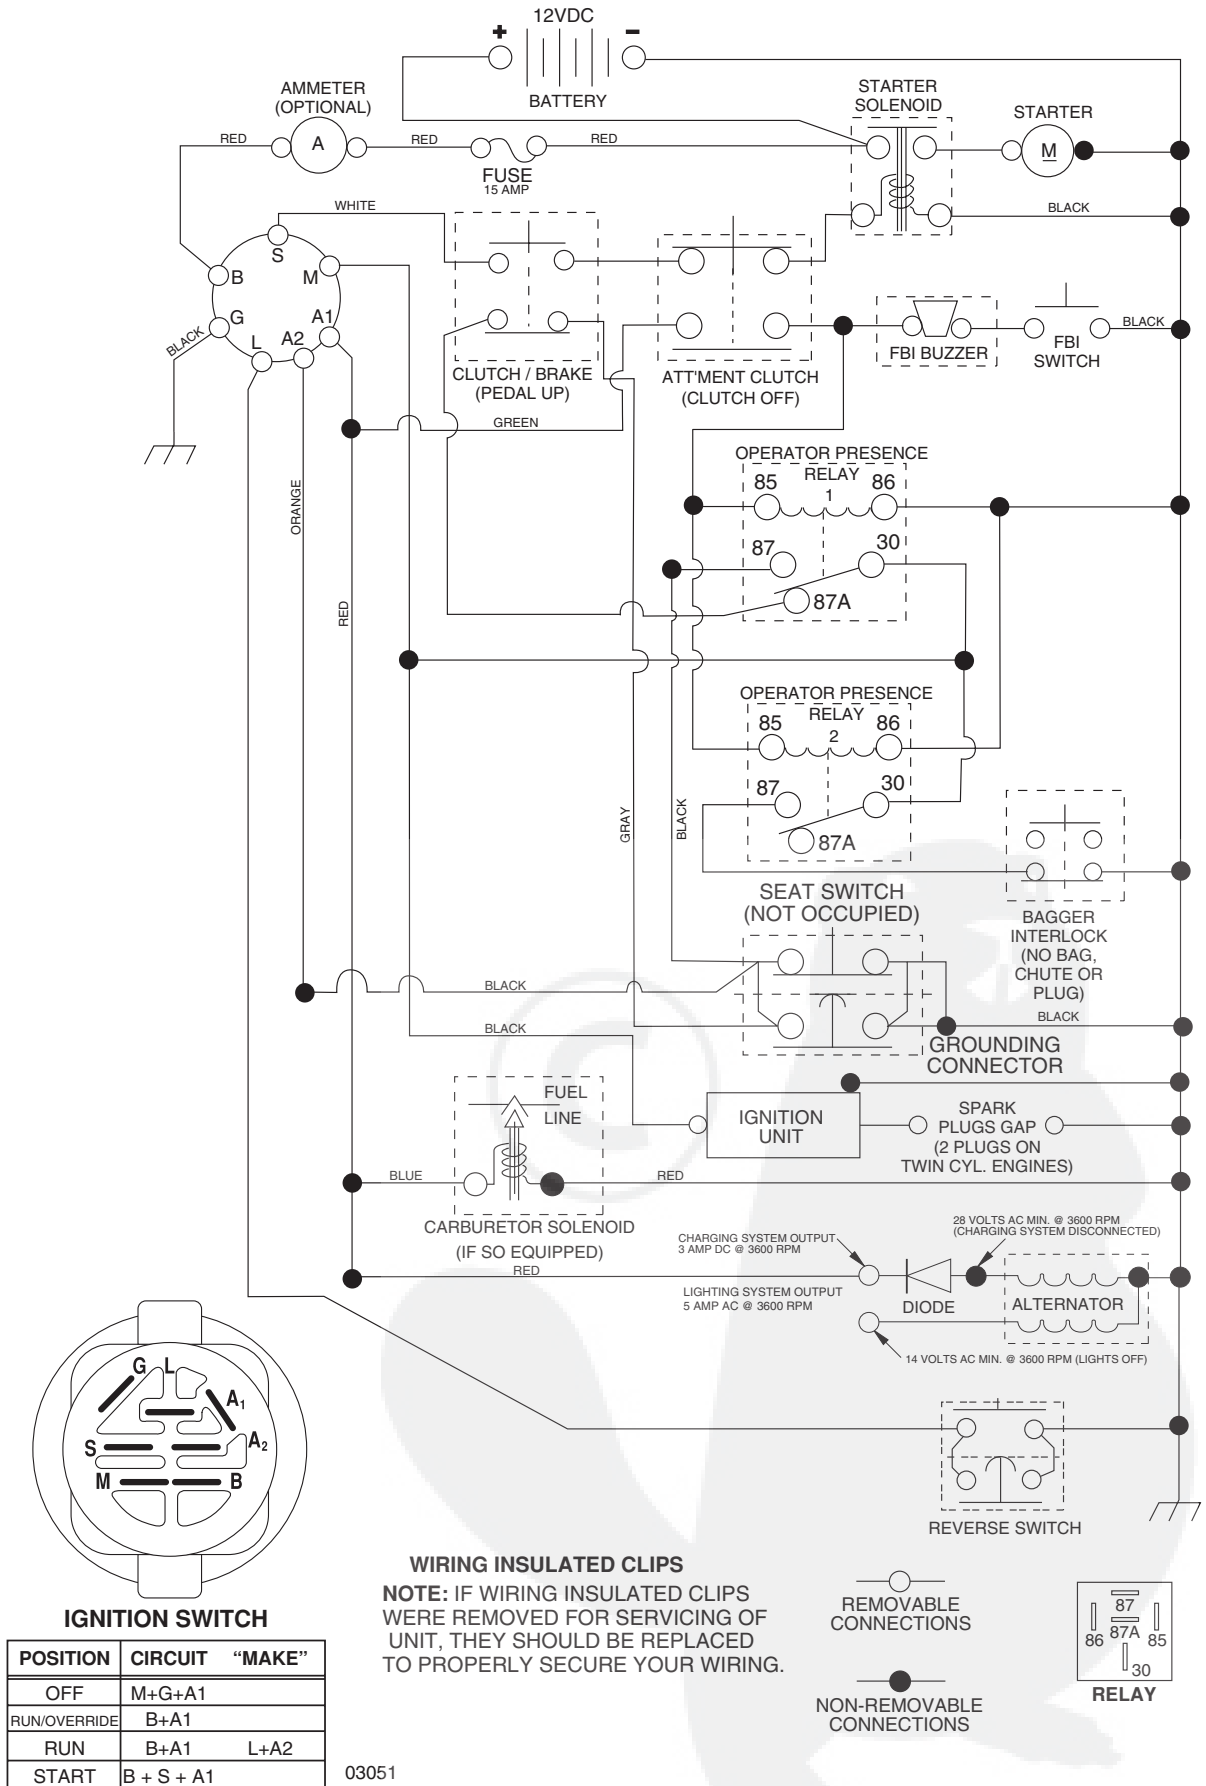 12VDC
+
-
BATTERY
AMMETER
(OPTIONAL)
A
RED
RED
RED
FUSE
15 AMP
STARTER
SOLENOID
STARTER
M
BLACK
WHITE
S
B
M
G
A1
L
A2
BLACK
CLUTCH / BRAKE
(PEDAL UP)
ATT'MENT CLUTCH
(CLUTCH OFF)
FBI BUZZER
FBI
SWITCH
BLACK
GREEN
ORANGE
RED
OPERATOR PRESENCE
RELAY
1
85
86
87
30
87A
OPERATOR PRESENCE
RELAY
2
85
86
87
30
87A
GRAY
BLACK
SEAT SWITCH
(NOT OCCUPIED)
BAGGER
INTERLOCK
(NO BAG,
CHUTE OR
PLUG)
BLACK
BLACK
BLACK
GROUNDING
CONNECTOR
FUEL
LINE
IGNITION
UNIT
SPARK
PLUGS GAP
(2 PLUGS ON
TWIN CYL. ENGINES)
BLUE
RED
CARBURETOR SOLENOID
(IF SO EQUIPPED)
RED
CHARGING SYSTEM OUTPUT
3 AMP DC @ 3600 RPM
28 VOLTS AC MIN. @ 3600 RPM
(CHARGING SYSTEM DISCONNECTED)
LIGHTING SYSTEM OUTPUT
5 AMP AC @ 3600 RPM
DIODE
ALTERNATOR
14 VOLTS AC MIN. @ 3600 RPM (LIGHTS OFF)
REVERSE SWITCH
G
L
A1
A2
S
M
B
IGNITION SWITCH
POSITION CIRCUIT “MAKE”
OFF M+G+A1
RUN/OVERRIDE B+A1
RUN B+A1 L+A2
START B + S + A1
03051
WIRING INSULATED CLIPS
NOTE: IF WIRING INSULATED CLIPS
WERE REMOVED FOR SERVICING OF
UNIT, THEY SHOULD BE REPLACED
TO PROPERLY SECURE YOUR WIRING.
REMOVABLE
CONNECTIONS
NON-REMOVABLE
CONNECTIONS
87
86
87A
85
30
RELAY
©